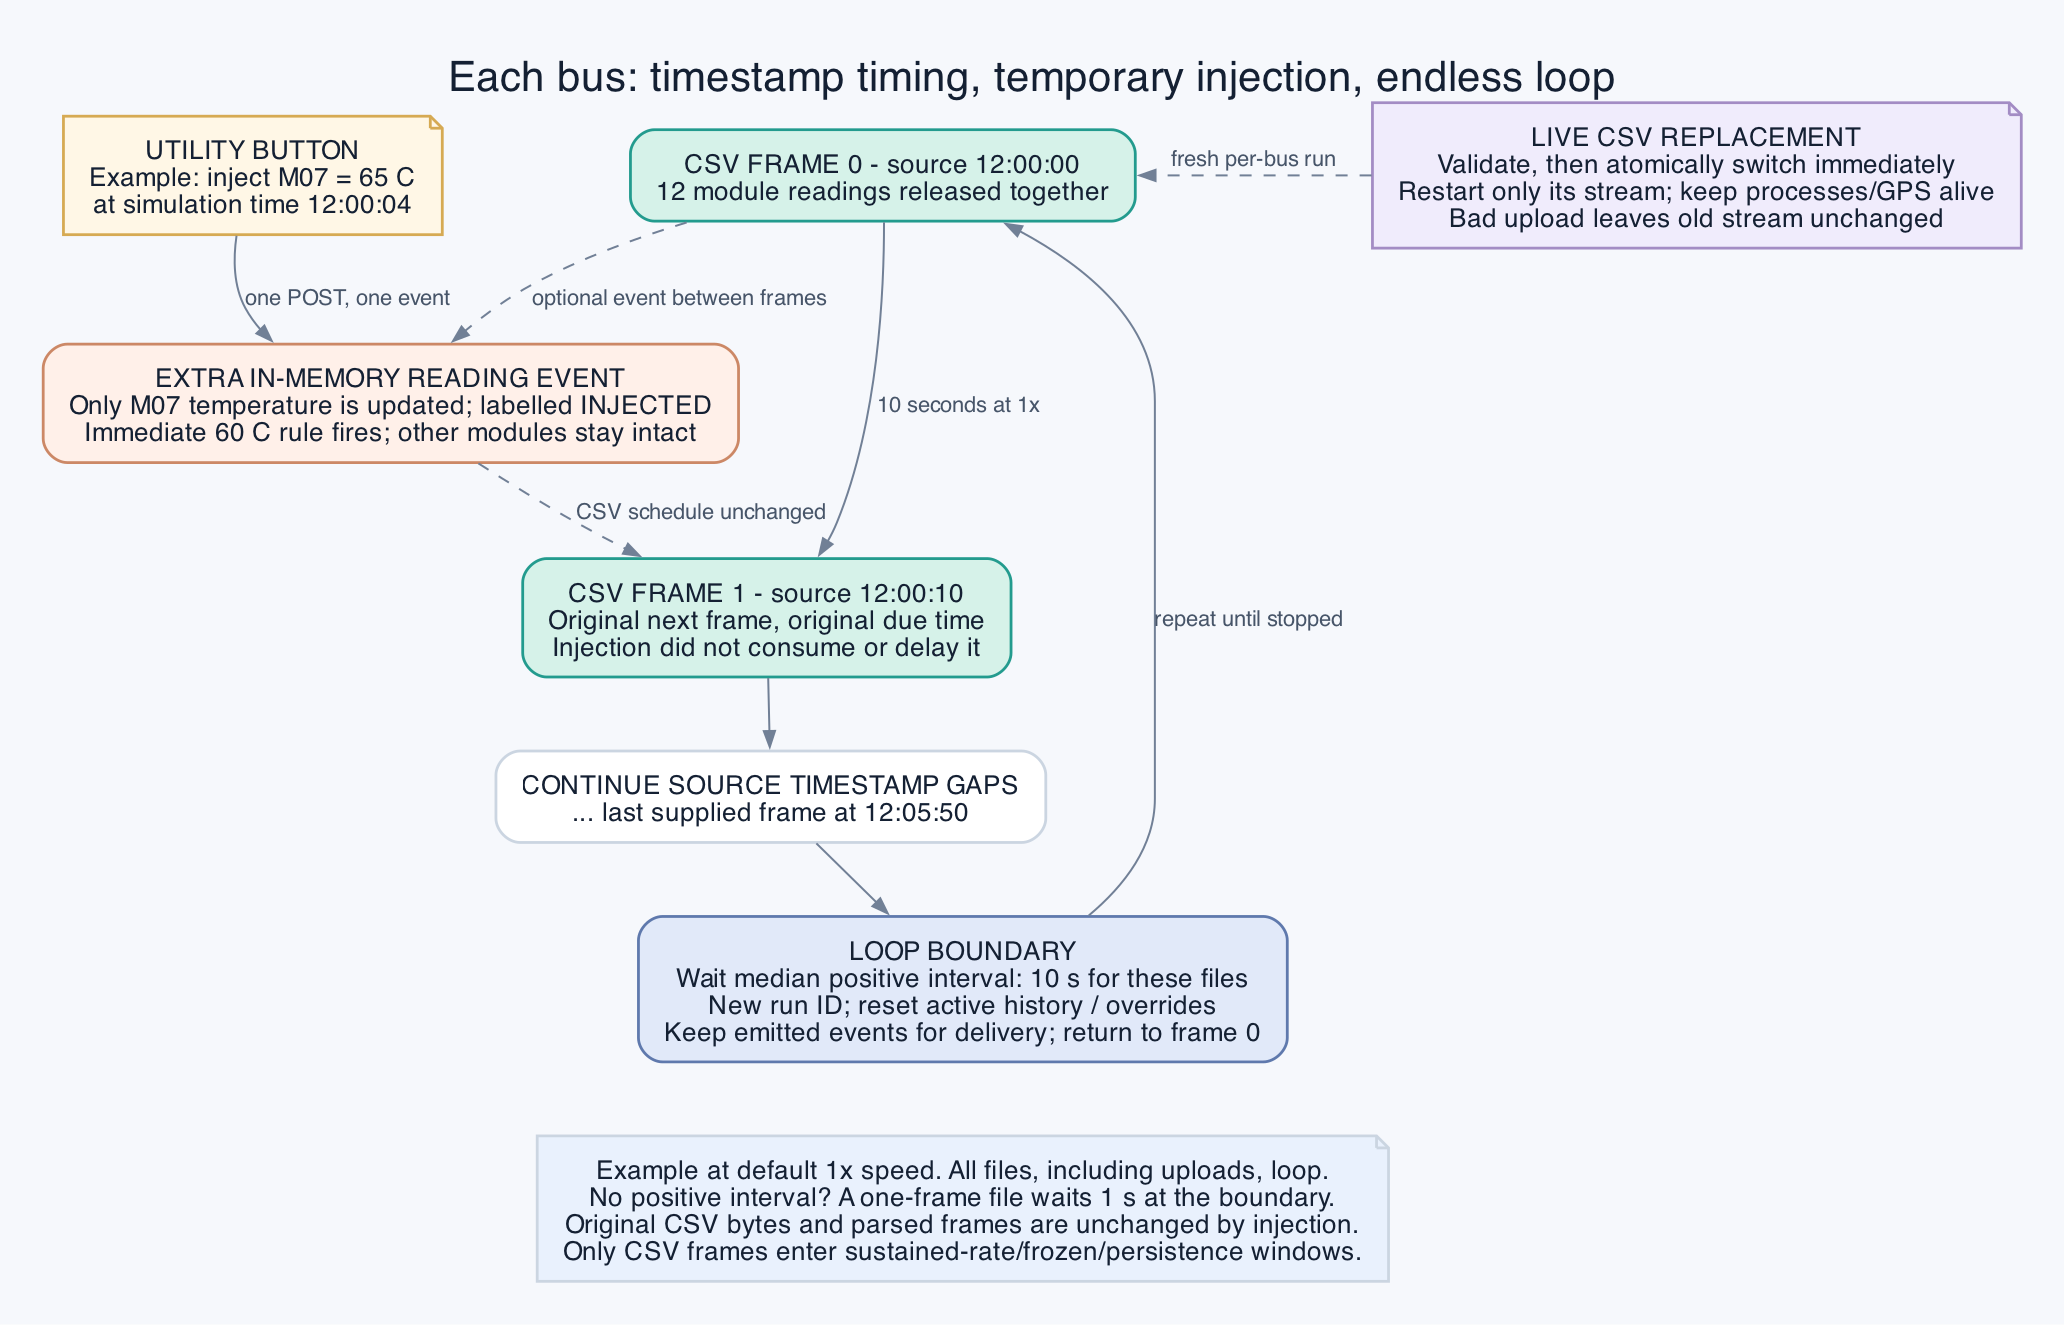 Each bus: timestamp timing, temporary injection, endless loop
UTILITY BUTTON
Example: inject M07 = 65 C
at simulation time 12:00:04
CSV FRAME 0 - source 12:00:00
12 module readings released together
fresh per-bus run
LIVE CSV REPLACEMENT
Validate, then atomically switch immediately
Restart only its stream; keep processes/GPS alive
Bad upload leaves old stream unchanged
one POST, one event
optional event between frames
EXTRA IN-MEMORY READING EVENT
Only M07 temperature is updated; labelled INJECTED
Immediate 60 C rule fires; other modules stay intact
10 seconds at 1x
CSV schedule unchanged
CSV FRAME 1 - source 12:00:10
Original next frame, original due time
Injection did not consume or delay it
repeat until stopped
CONTINUE SOURCE TIMESTAMP GAPS
... last supplied frame at 12:05:50
LOOP BOUNDARY
Wait median positive interval: 10 s for these files
New run ID; reset active history / overrides
Keep emitted events for delivery; return to frame 0
Example at default 1x speed. All files, including uploads, loop.
No positive interval? A one-frame file waits 1 s at the boundary.
Original CSV bytes and parsed frames are unchanged by injection.
Only CSV frames enter sustained-rate/frozen/persistence windows.